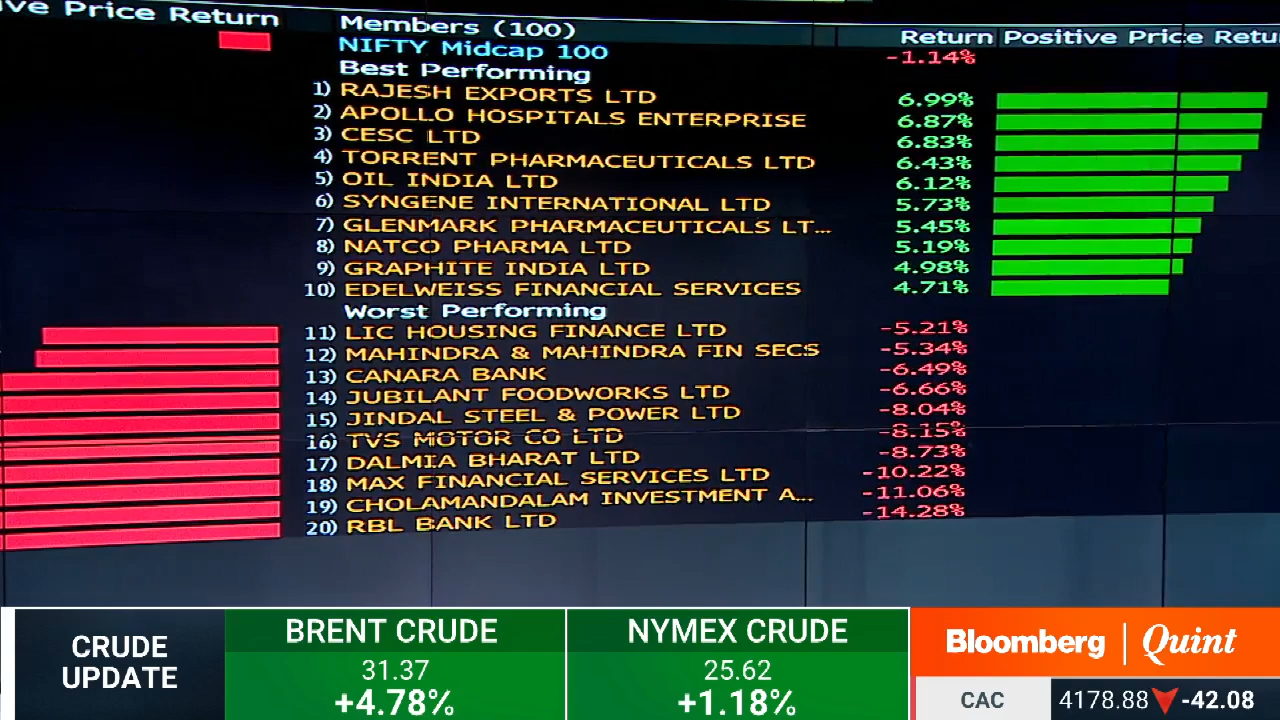 ive Price Return
Members (100)
Return Positive Price Retu
NIFTY Midcap 100 -1.14%
Best Performing
1) RAJESH EXPORTS LTD 6.99%
2) APOLLO HOSPITALS ENTERPRISE 6.87%
3) CESC LTD 6.83%
4) TORRENT PHARMACEUTICALS LTD 6.43%
5) OIL INDIA LTD 6.12%
6) SYNGENE INTERNATIONAL LTD 5.73%
7) GLENMARK PHARMACEUTICALS LT... 5.45%
8) NATCO PHARMA LTD 5.19%
9) GRAPHITE INDIA LTD 4.98%
10) EDELWEISS FINANCIAL SERVICES 4.71%
Worst Performing
11) LIC HOUSING FINANCE LTD -5.21%
12) MAHINDRA & MAHINDRA FIN SECS -5.34%
13) CANARA BANK -6.49%
14) JUBILANT FOODWORKS LTD -6.66%
15) JINDAL STEEL & POWER LTD -8.04%
16) TVS MOTOR CO LTD -8.15%
17) DALMIA BHARAT LTD -8.73%
18) MAX FINANCIAL SERVICES LTD -10.22%
19) CHOLAMANDALAM INVESTMENT A... -11.06%
20) RBL BANK LTD -14.28%
CRUDE
UPDATE
BRENT CRUDE
31.37
+4.78%
NYMEX CRUDE
25.62
+1.18%
Bloomberg | Quint
CAC 4178.88 -42.08